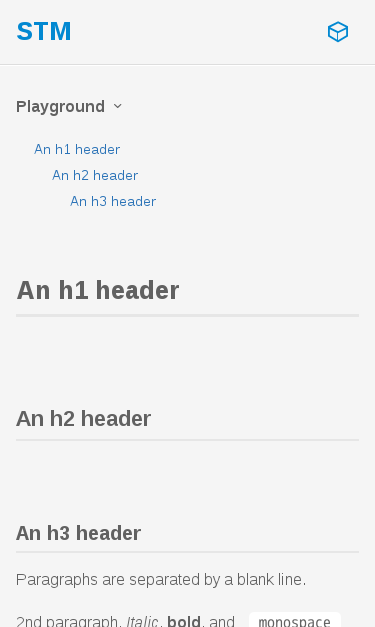 STM
Playground
An h1 header
An h2 header
An h3 header
An h1 header
An h2 header
An h3 header
Paragraphs are separated by a blank line.
2nd paragraph. Italic, bold, and monospace